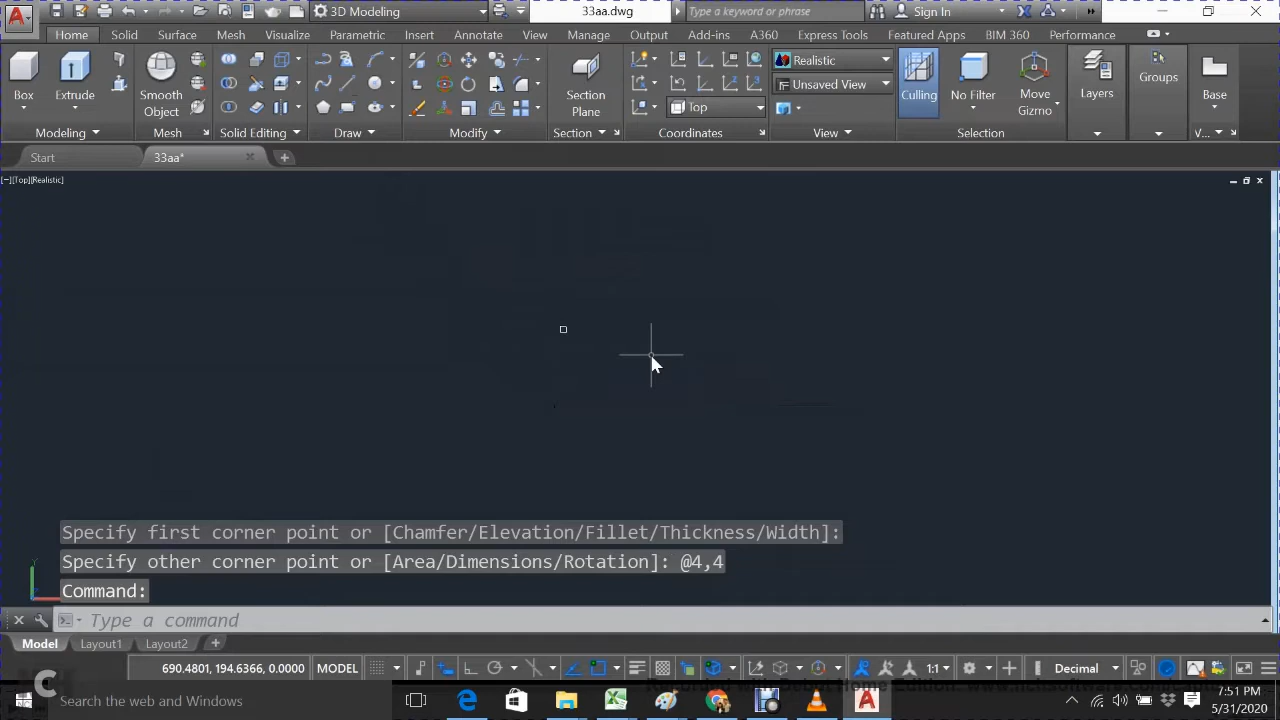 3D Modeling
33aa.dwg
Type a keyword or phrase
Sign In
Home
Solid
Surface
Mesh
Visualize
Parametric
Insert
Annotate
View
Manage
Output
Add-ins
A360
Express Tools
Featured Apps
BIM 360
Performance
Box
Extrude
Smooth
Object
Section
Plane
Realistic
Unsaved View
Top
Culling
No Filter
Move
Gizmo
Layers
Groups
Base
Modeling
Mesh
Solid Editing
Draw
Modify
Section
Coordinates
View
Selection
V...
Start
33aa*
[−][Top][Realistic]
Specify first corner point or [Chamfer/Elevation/Fillet/Thickness/Width]:
Specify other corner point or [Area/Dimensions/Rotation]: @4,4
Command:
Type a command
Model
Layout1
Layout2
690.4801, 194.6366, 0.0000
MODEL
1:1
Decimal
Search the web and Windows
7:51 PM
5/31/2020